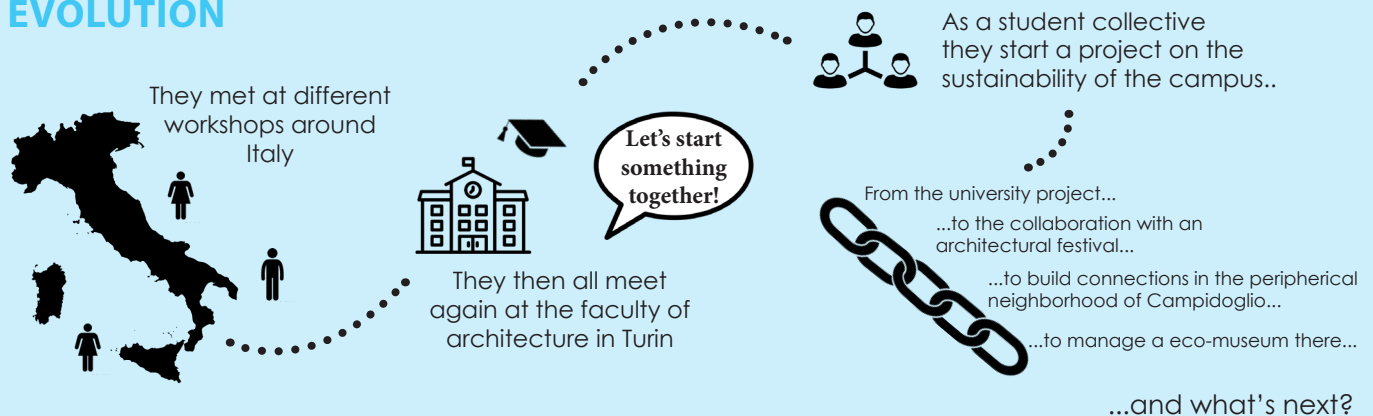 EVOLUTION
They met at different
workshops around
Italy
Let's start
something
together!
They then all meet
again at the faculty of
architecture in Turin
As a student collective
they start a project on the
sustainability of the campus..
From the university project...
...to the collaboration with an
architectural festival...
...to build connections in the peripherical
neighborhood of Campidoglio...
...to manage a eco-museum there...
...and what's next?